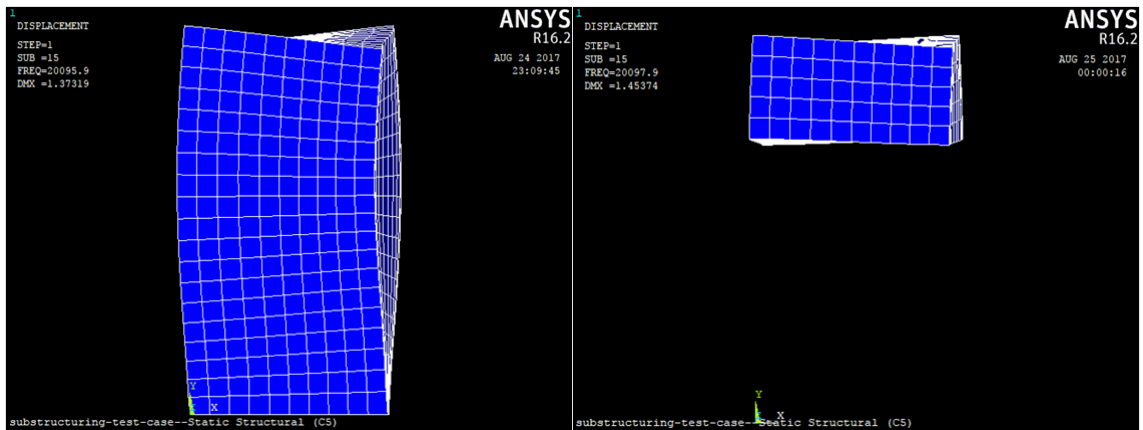 1
DISPLACEMENT
STEP=1
SUB =15
FREQ=20095.9
DMX =1.37319
ANSYS
R16.2
AUG 24 2017
23:09:45
Y
X
substructuring-test-case--Static Structural (C5)
1
DISPLACEMENT
STEP=1
SUB =15
FREQ=20097.9
DMX =1.45374
ANSYS
R16.2
AUG 25 2017
00:00:16
Y
X
substructuring-test-case--Static Structural (C5)